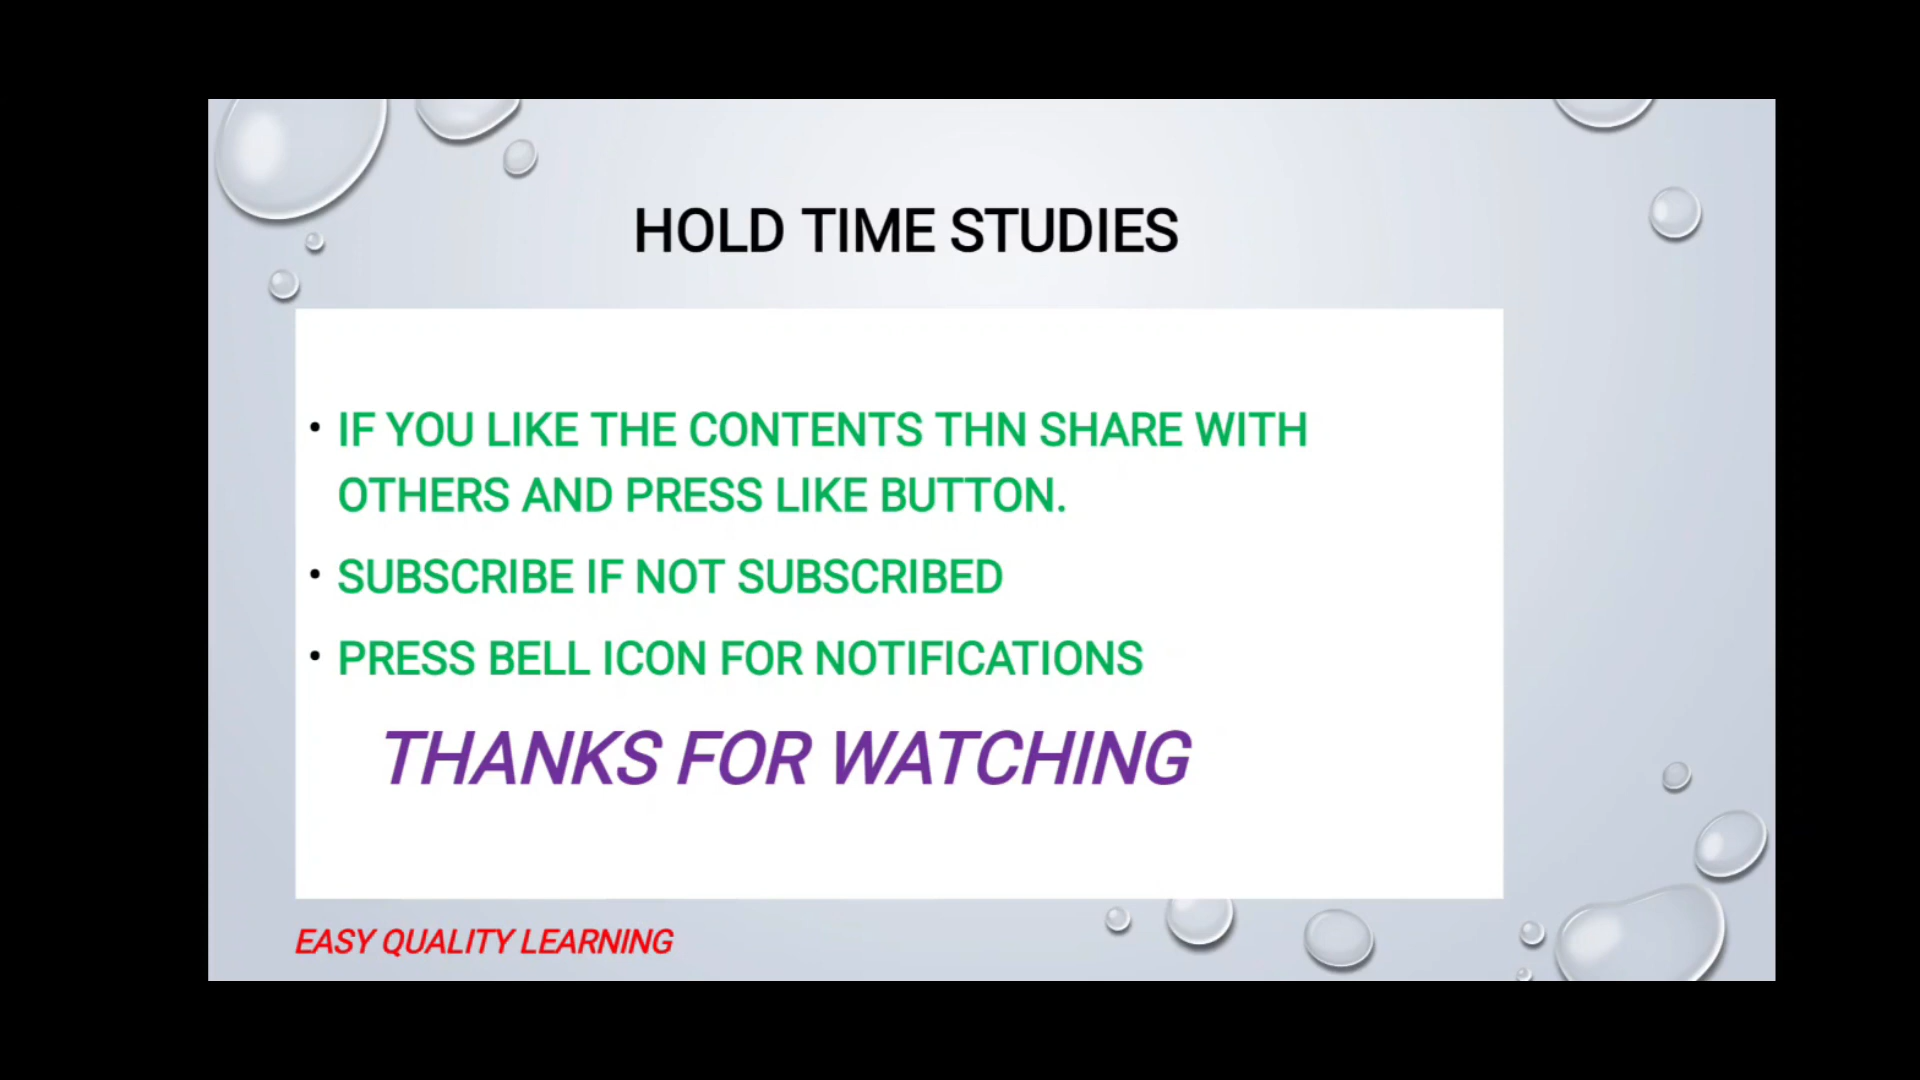 HOLD TIME STUDIES
• IF YOU LIKE THE CONTENTS THN SHARE WITH
OTHERS AND PRESS LIKE BUTTON.
• SUBSCRIBE IF NOT SUBSCRIBED
• PRESS BELL ICON FOR NOTIFICATIONS
THANKS FOR WATCHING
EASY QUALITY LEARNING